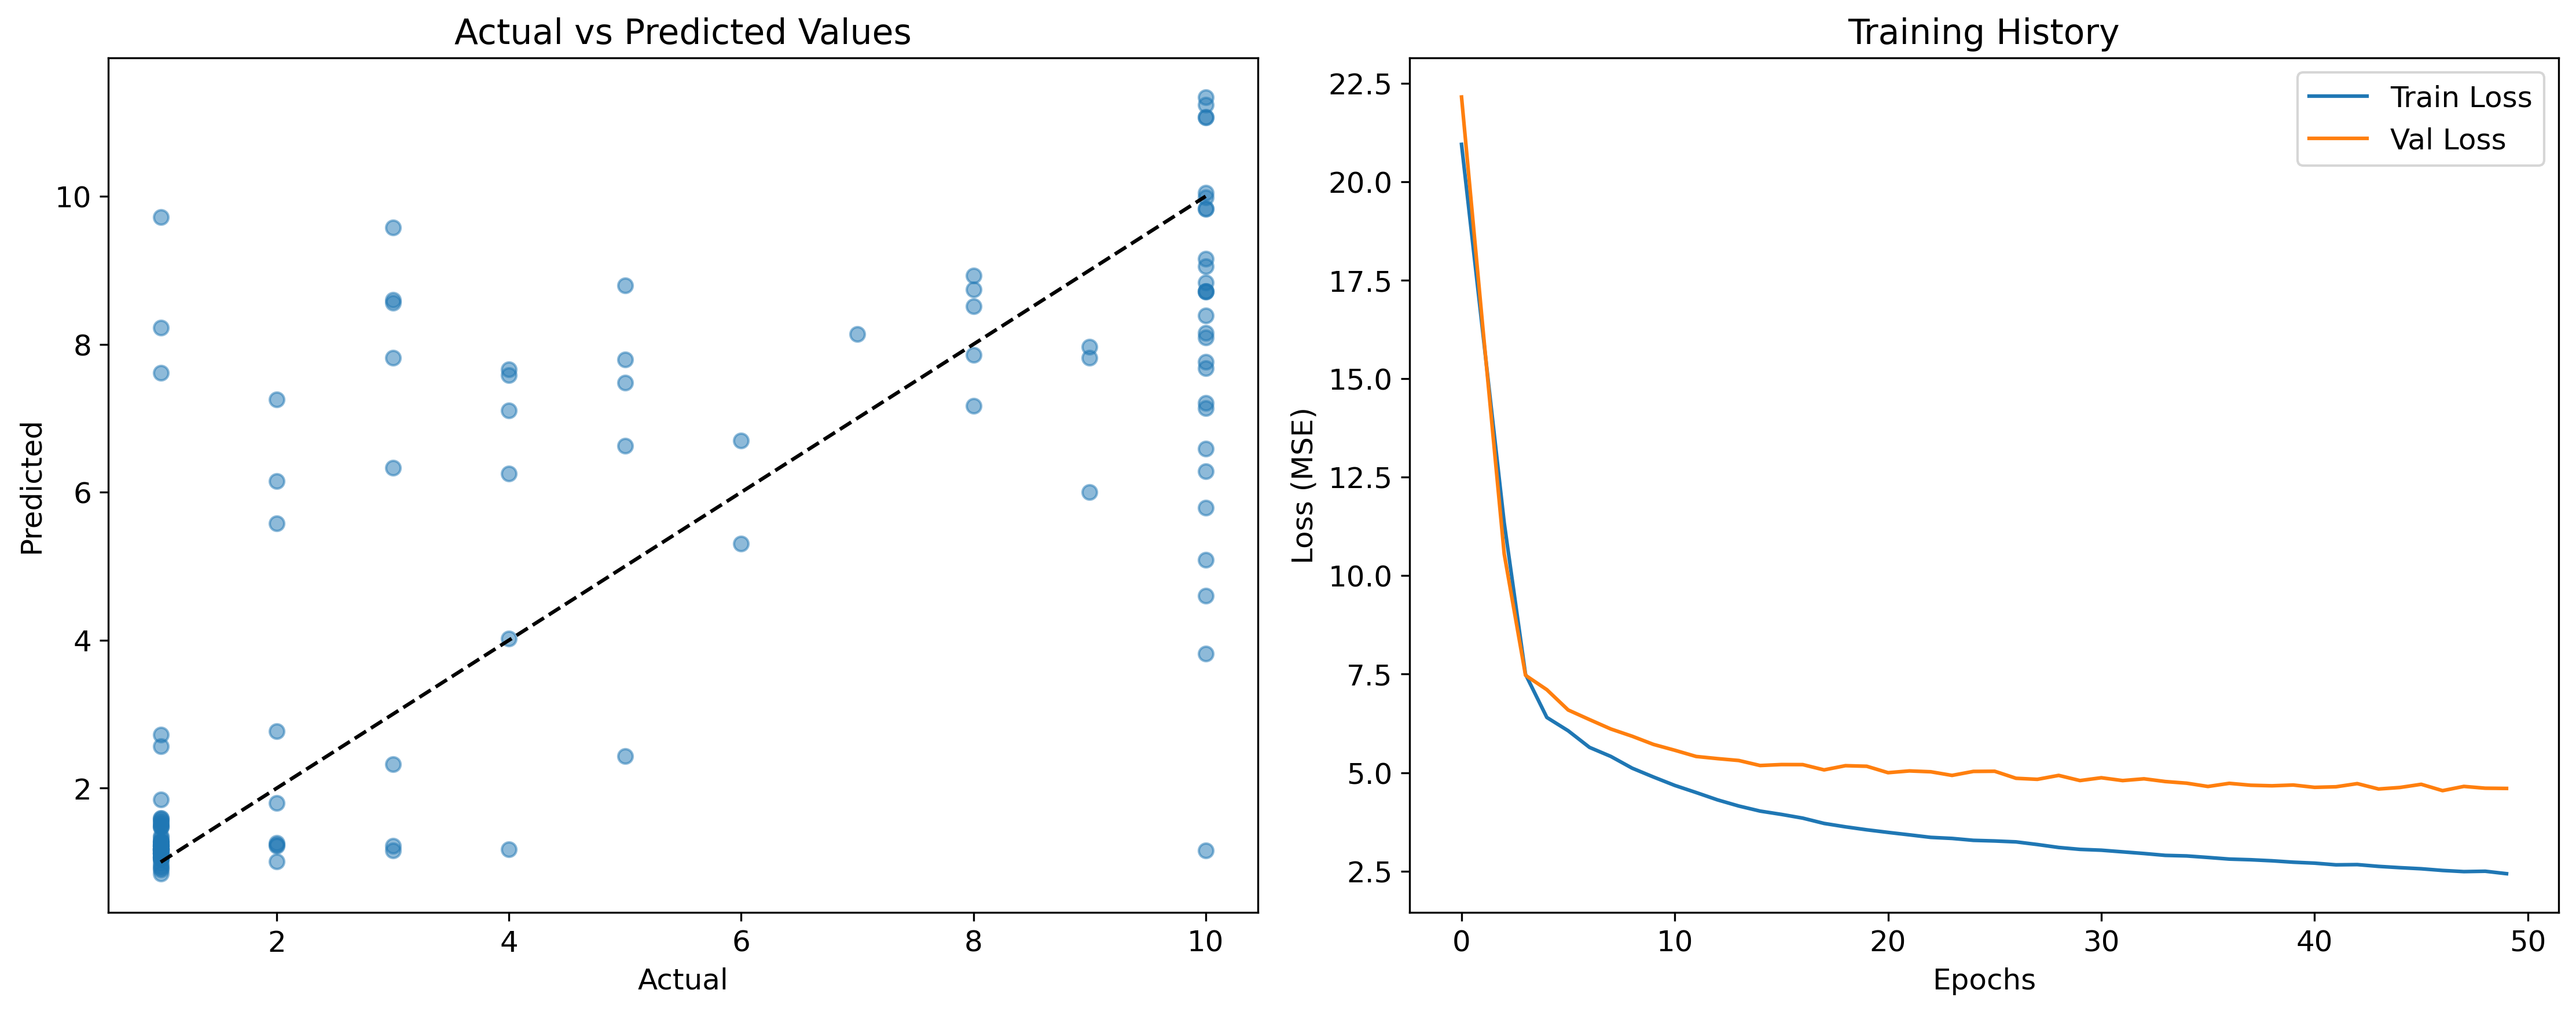 Actual vs Predicted Values
Predicted
10
8
6
4
2
2 4 6 8 10
Actual
Training History
Loss (MSE)
22.5
20.0
17.5
15.0
12.5
10.0
7.5
5.0
2.5
Train Loss
Val Loss
0 10 20 30 40 50
Epochs